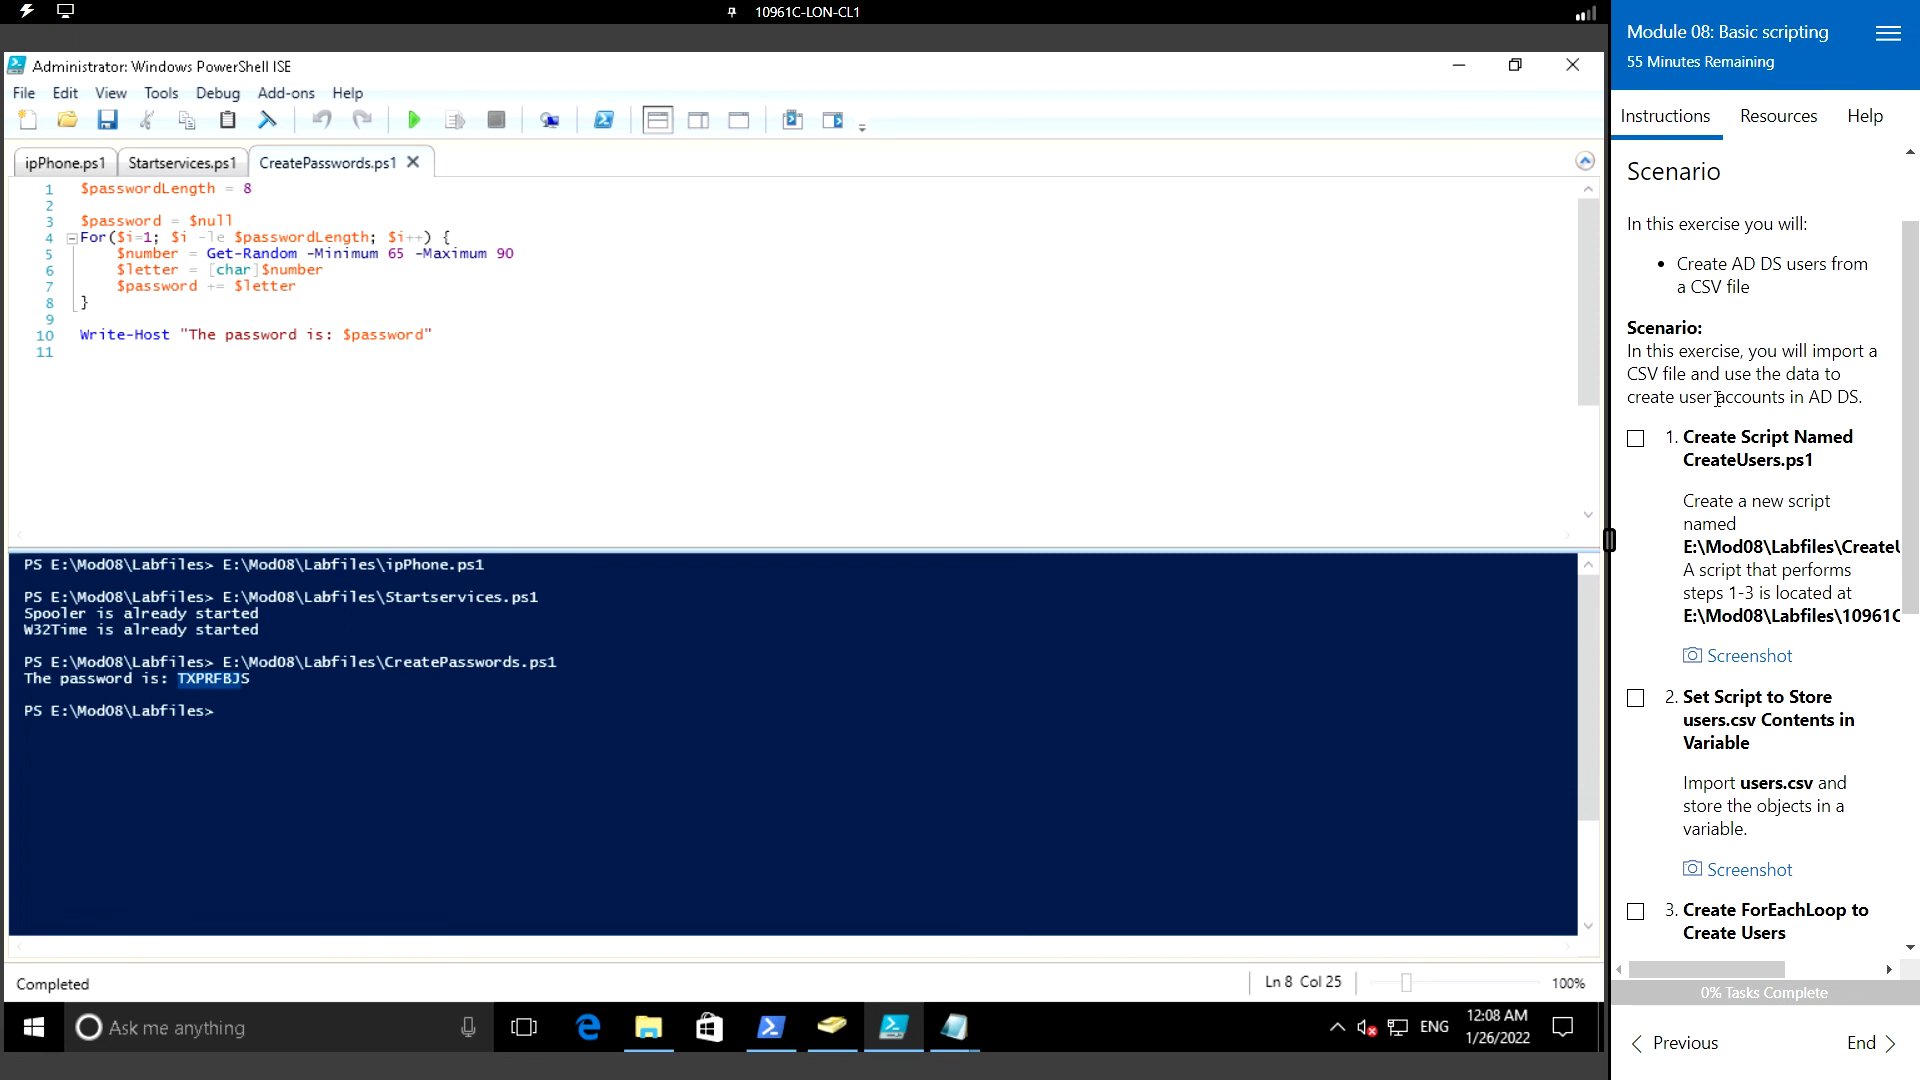 10961C-LON-CL1
Administrator: Windows PowerShell ISE
File Edit View Tools Debug Add-ons Help
ipPhone.ps1 Startservices.ps1 CreatePasswords.ps1
1 $passwordLength = 8
2
3 $password = $null
4 For($i=1; $i -le $passwordLength; $i++) {
5 $number = Get-Random -Minimum 65 -Maximum 90
6 $letter = [char]$number
7 $password += $letter
8 }
9
10 Write-Host "The password is: $password"
11
PS E:\Mod08\Labfiles> E:\Mod08\Labfiles\ipPhone.ps1
PS E:\Mod08\Labfiles> E:\Mod08\Labfiles\Startservices.ps1
Spooler is already started
W32Time is already started
PS E:\Mod08\Labfiles> E:\Mod08\Labfiles\CreatePasswords.ps1
The password is: TXPRFBJS
PS E:\Mod08\Labfiles>
Completed
Ln 8 Col 25
100%
Ask me anything
ENG
12:08 AM
1/26/2022
Module 08: Basic scripting
55 Minutes Remaining
Instructions Resources Help
Scenario
In this exercise you will:
• Create AD DS users from
a CSV file
Scenario:
In this exercise, you will import a
CSV file and use the data to
create user accounts in AD DS.
1. Create Script Named
CreateUsers.ps1
Create a new script
named
E:\Mod08\Labfiles\CreateU
A script that performs
steps 1-3 is located at
E:\Mod08\Labfiles\10961C
Screenshot
2. Set Script to Store
users.csv Contents in
Variable
Import users.csv and
store the objects in a
variable.
Screenshot
3. Create ForEachLoop to
Create Users
0% Tasks Complete
Previous
End